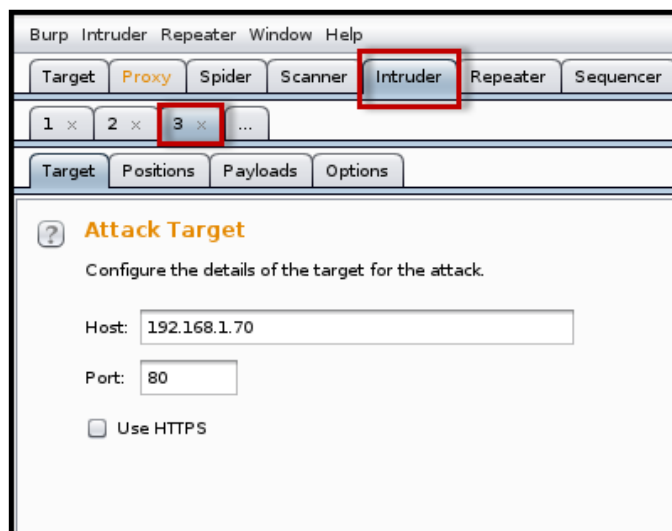 Burp Intruder Repeater Window Help
Target Proxy Spider Scanner Intruder Repeater Sequencer
1 × 2 × 3 × ...
Target Positions Payloads Options
? Attack Target
Configure the details of the target for the attack.
Host: 192.168.1.70
Port: 80
Use HTTPS